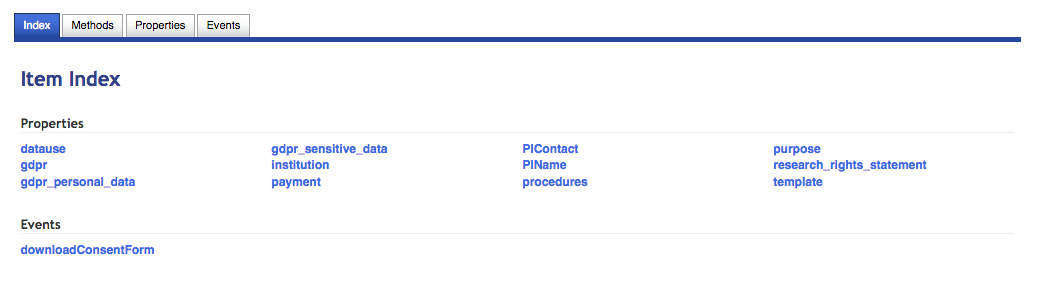 Index Methods Properties Events
Item Index
Properties
datause gdpr_sensitive_data PIContact purpose
gdpr institution PIName research_rights_statement
gdpr_personal_data payment procedures template
Events
downloadConsentForm